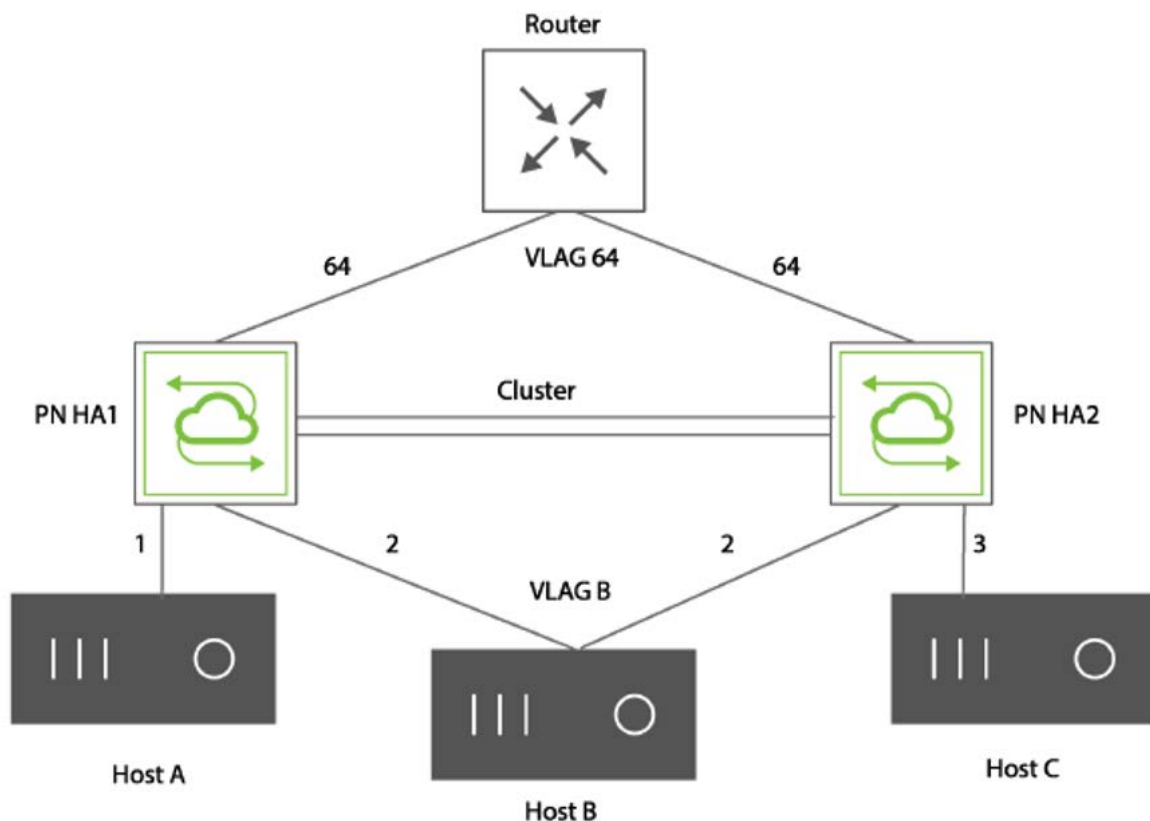 Router
64
VLAG 64
64
Cluster
PN HA1
PN HA2
1
2
2
3
VLAG B
Host A
Host B
Host C